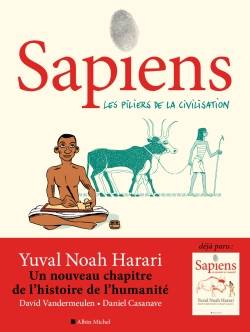 Sapiens
LES PILIERS DE LA CIVILISATION
Yuval Noah Harari
Un nouveau chapitre
de l'histoire de l'humanité
David Vandermeulen • Daniel Casanave
Albin Michel
déjà paru :
Sapiens
Yuval Noah Harari